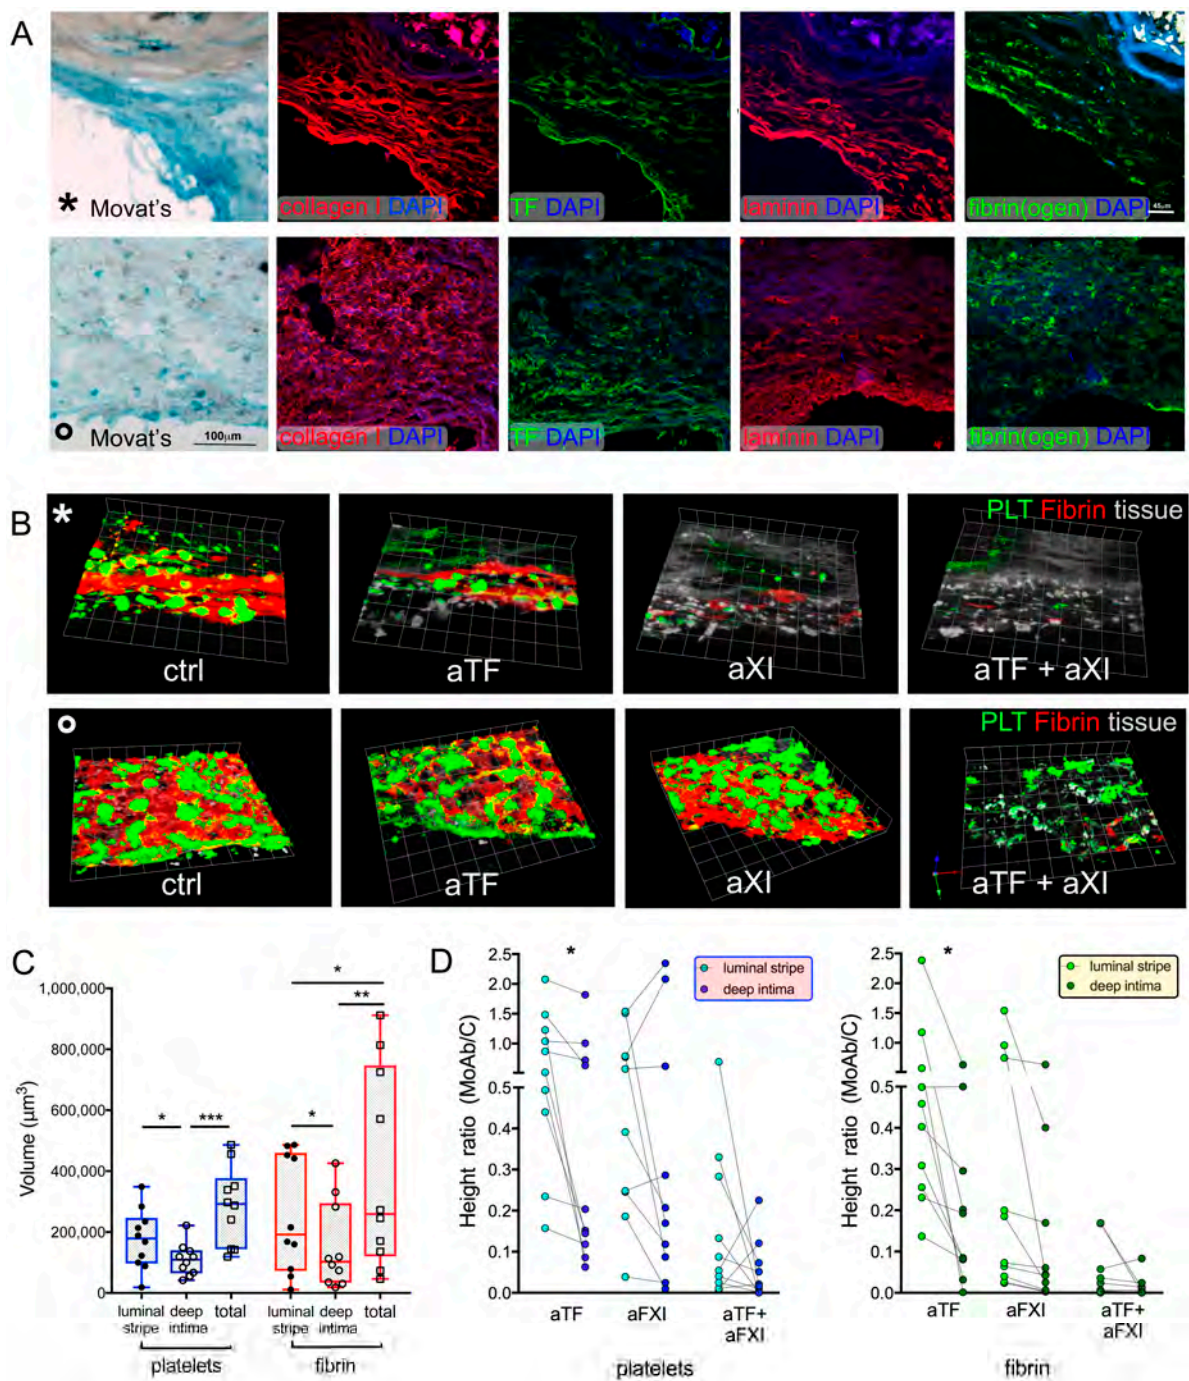 A
* Movat's
collagen I DAPI
TF DAPI
laminin DAPI
fibrin(ogen) DAPI
45µm
° Movat's
100µm
collagen I DAPI
TF DAPI
laminin DAPI
fibrin(ogen) DAPI
B
*
ctrl
aTF
aXI
PLT Fibrin tissue
aTF + aXI
°
ctrl
aTF
aXI
PLT Fibrin tissue
aTF + aXI
C
Volume (µm³)
1,000,000
800,000
600,000
400,000
200,000
0
*
***
*
*
**
luminal stripe
deep intima
total
luminal stripe
deep intima
total
platelets
fibrin
D
Height ratio (MoAb/C)
2.5
2.0
1.5
1.0
0.5
0.4
0.3
0.2
0.1
0.0
*
luminal stripe
deep intima
aTF
aFXI
aTF+
aFXI
platelets
Height ratio (MoAb/C)
2.5
2.0
1.5
1.0
0.5
0.4
0.3
0.2
0.1
0.0
*
luminal stripe
deep intima
aTF
aFXI
aTF+
aFXI
fibrin